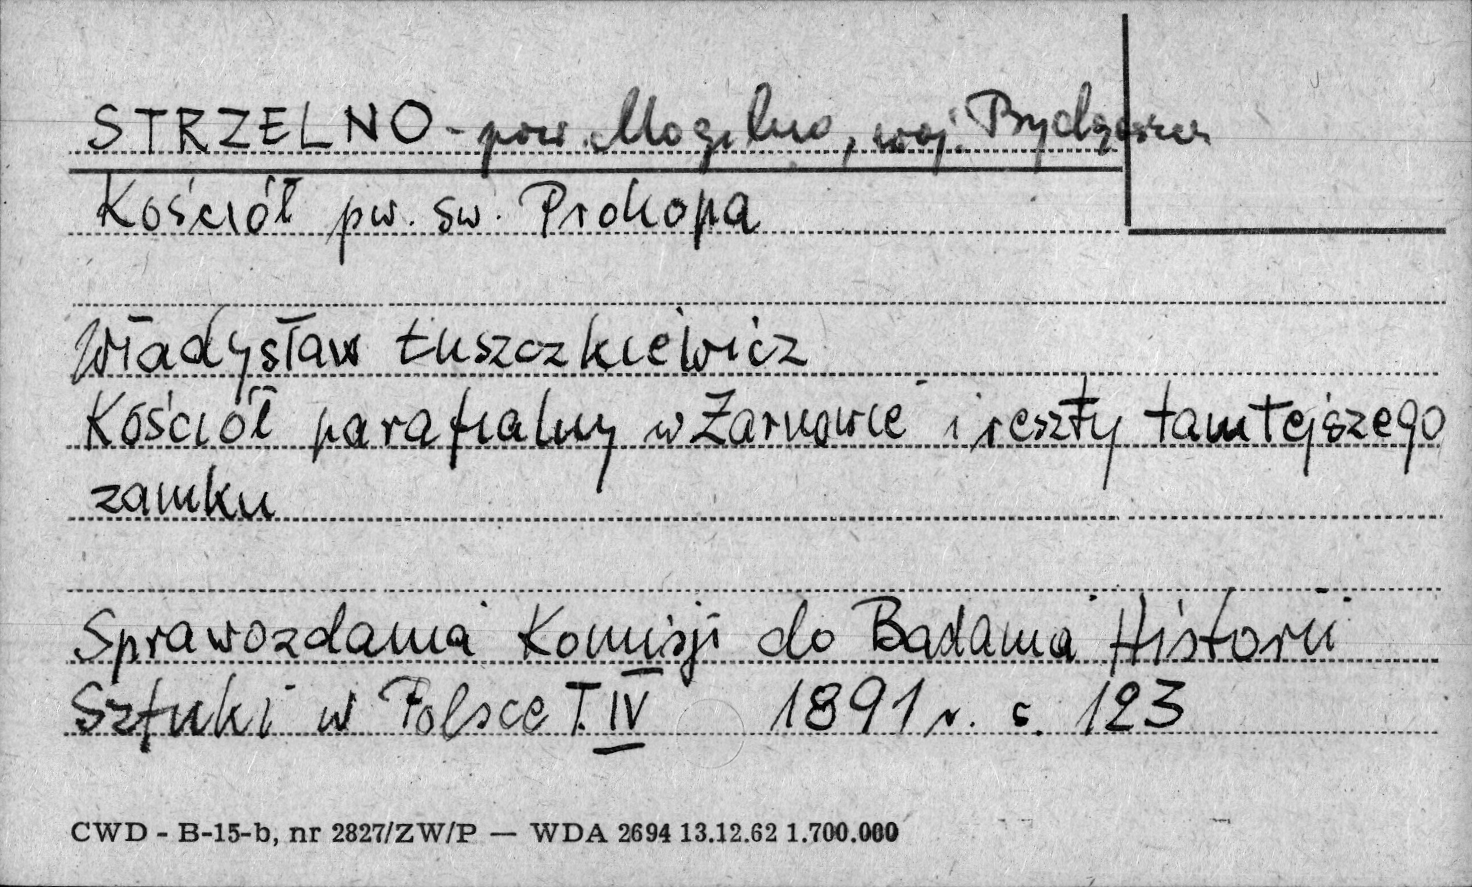 STRZELNO - pow. Mogilno, woj. Bydgoszcz
Kościół pw. św. Prokopa
Władysław Łuszczkiewicz
Kościół parafialny w Żarnowie i reszty tamtejszego
zamku
Sprawozdania Komisji do Badania Historii
Sztuki w Polsce T. IV 1891 r. s. 123
CWD - B-15-b, nr 2827/ZW/P — WDA 2694 13.12.62 1.700.000